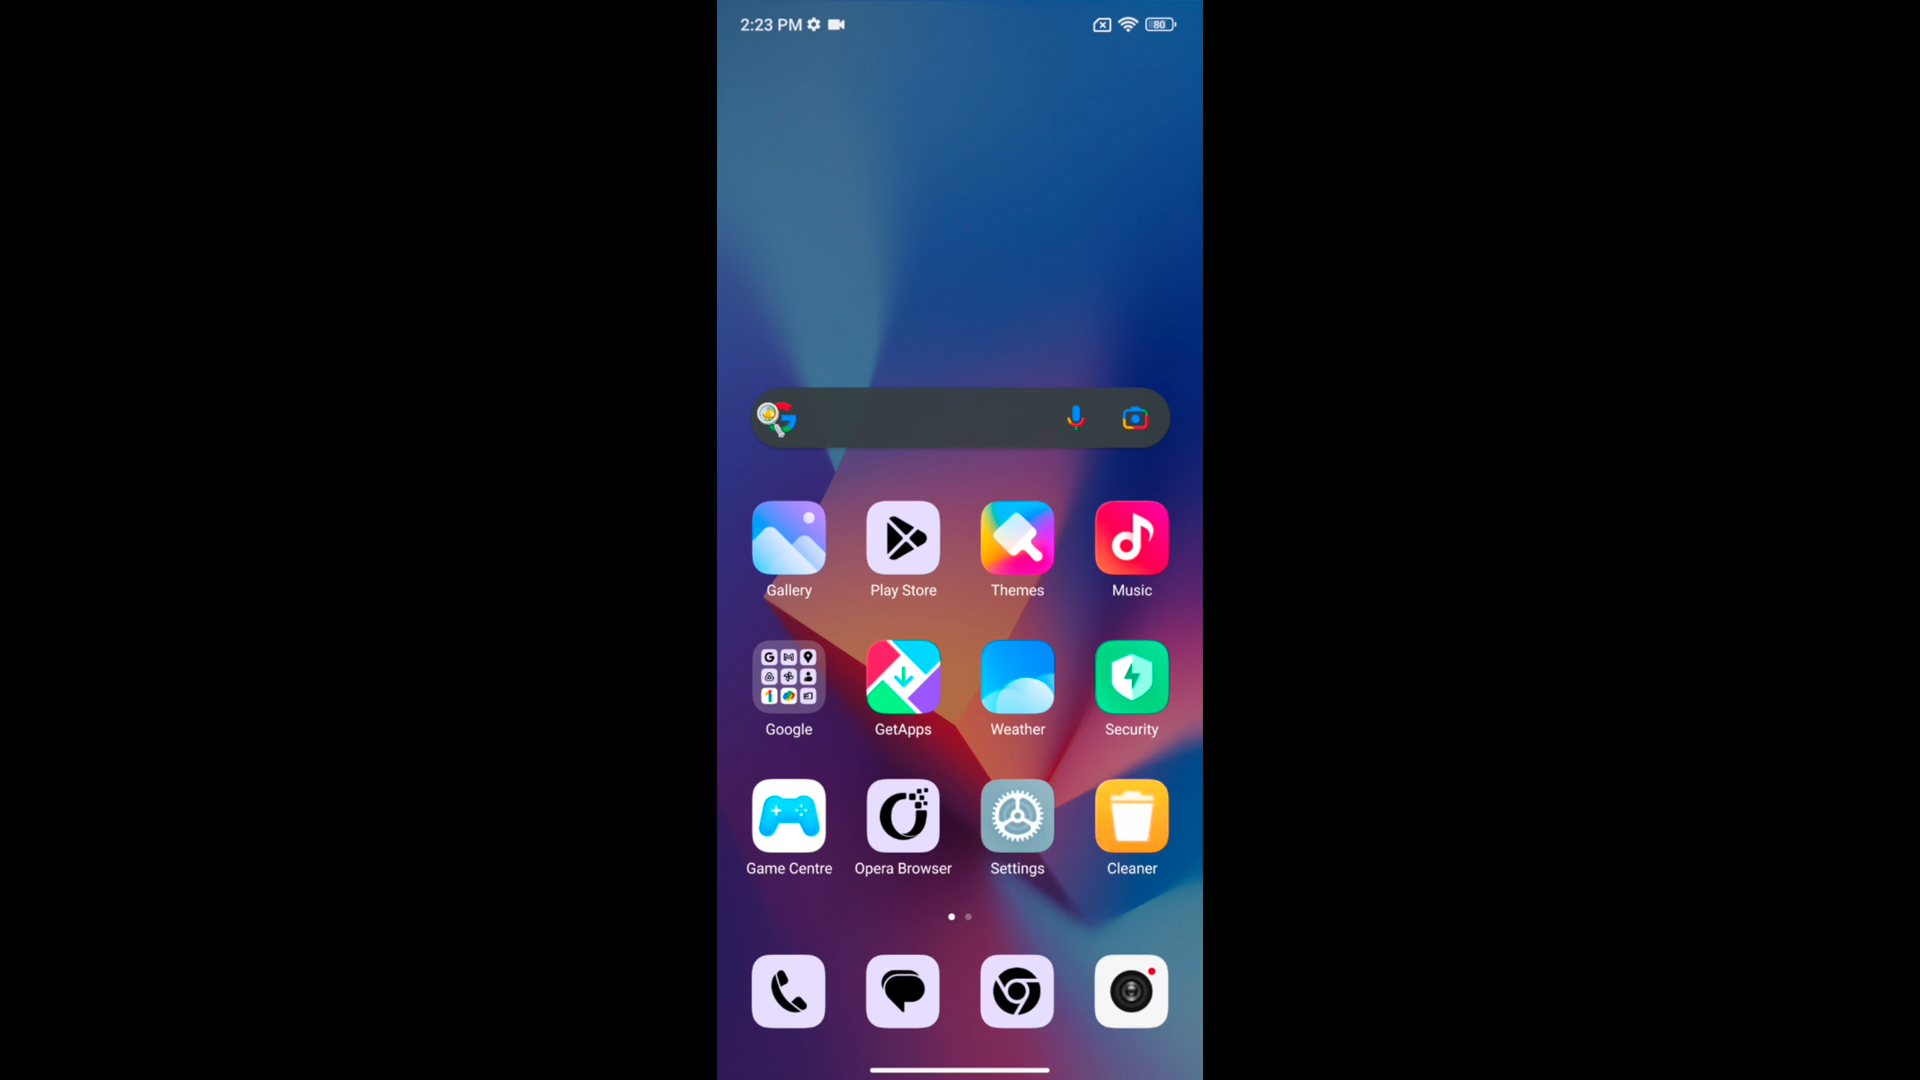 2:23 PM
80
Gallery Play Store Themes Music
Google GetApps Weather Security
Game Centre Opera Browser Settings Cleaner